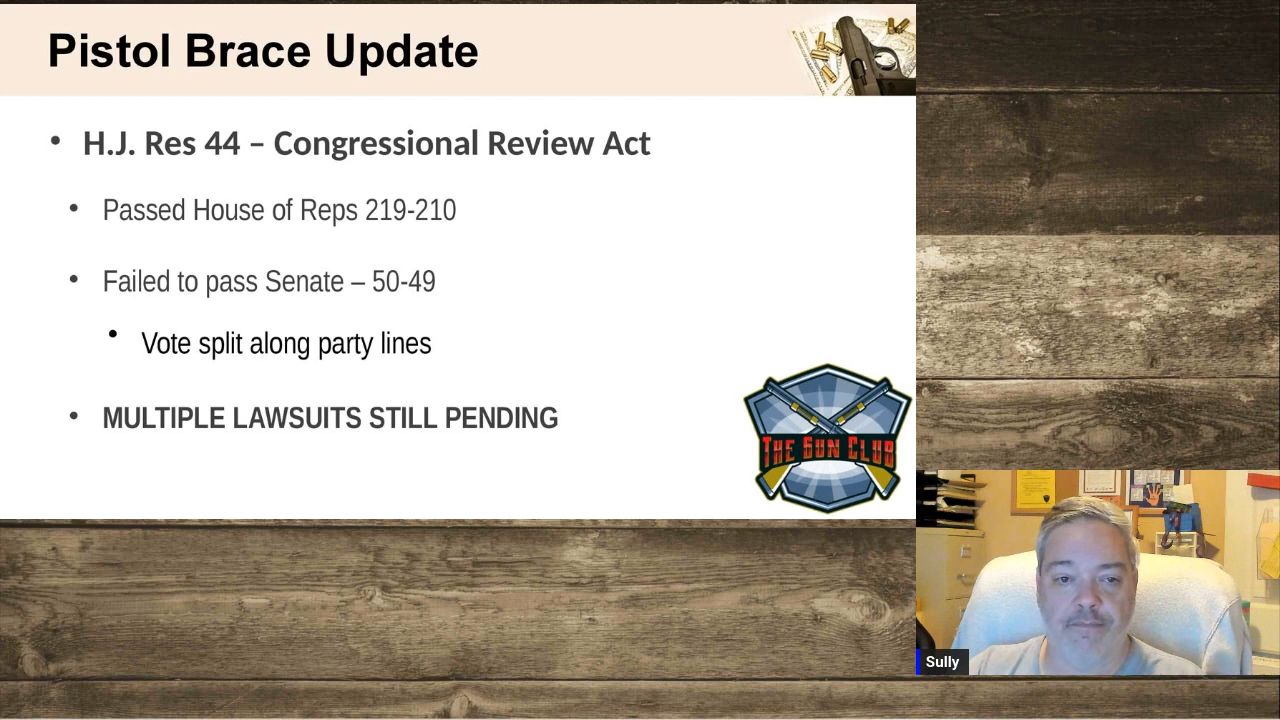 Pistol Brace Update
• H.J. Res 44 – Congressional Review Act
• Passed House of Reps 219-210
• Failed to pass Senate – 50-49
• Vote split along party lines
• MULTIPLE LAWSUITS STILL PENDING
THE GUN CLUB
Sully